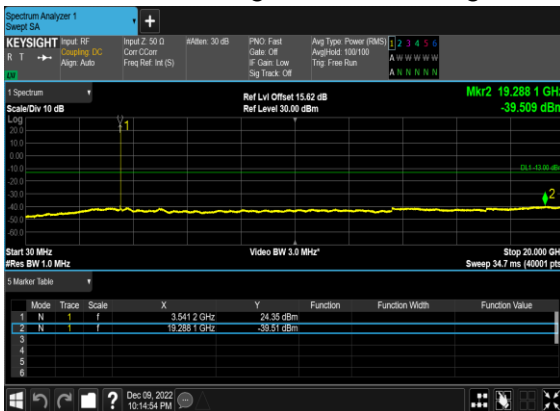 Spectrum Analyzer 1
Swept SA
KEYSIGHT Input: RF Input Z: 50 Ω #Atten: 30 dB PNO: Fast Avg Type: Power (RMS) 1 2 3 4 5 6
R T Coupling: DC Corr CCorr Gate: Off Avg|Hold: 100/100 A W W W W W
Align: Auto Freq Ref: Int (S) IF Gain: Low Trig: Free Run
Sig Track: Off A N N N N N
1 Spectrum Ref Lvl Offset 15.62 dB Mkr2 19.288 1 GHz
Scale/Div 10 dB Ref Level 30.00 dBm -39.509 dBm
Log
20.0
10.0
0.00
-10.0
-20.0
-30.0
-40.0
-50.0
-60.0
1
DL1 -13.00 dBm
2
Start 30 MHz Video BW 3.0 MHz* Stop 20.000 GH
#Res BW 1.0 MHz Sweep 34.7 ms (40001 pts
5 Marker Table
Mode Trace Scale X Y Function Function Width Function Value
1 N 1 f 3.541 2 GHz 24.35 dBm
2 N 1 f 19.288 1 GHz -39.51 dBm
3
4
5
6
? Dec 09, 2022
10:14:54 PM